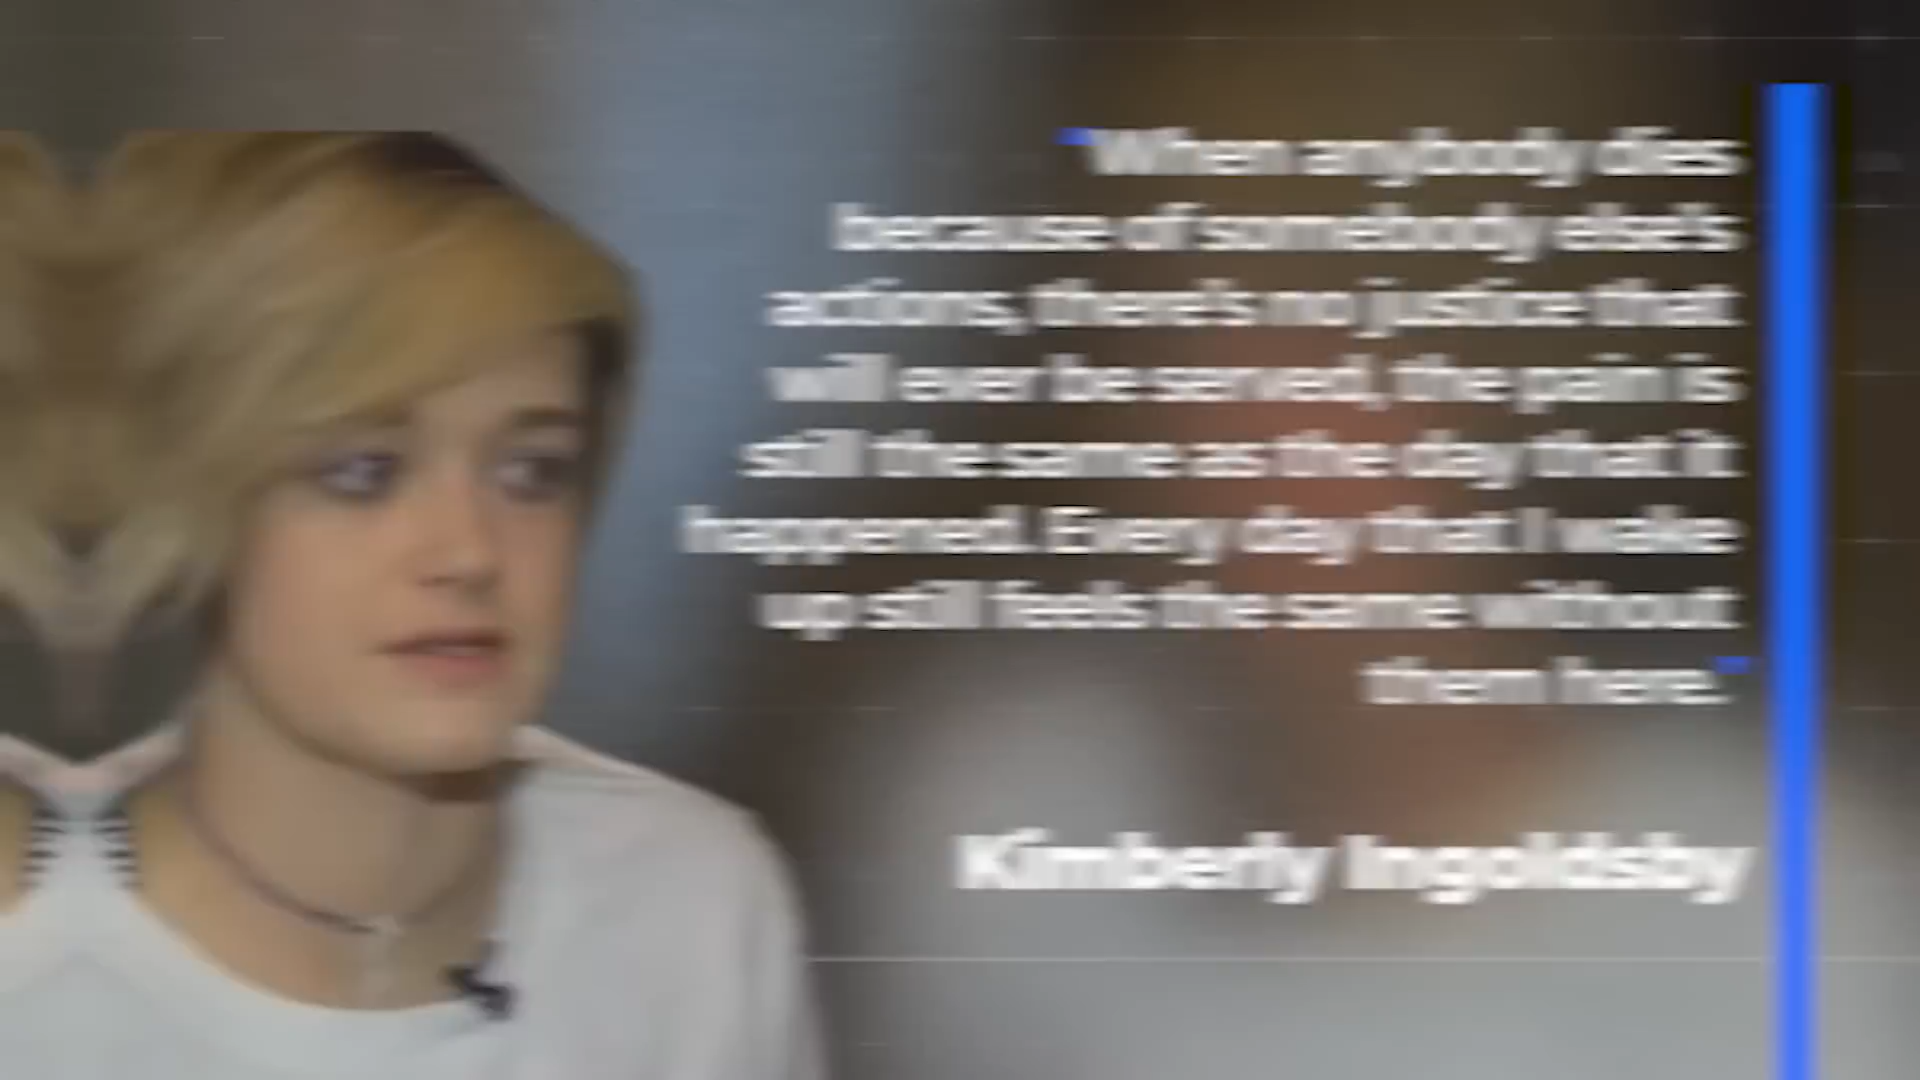 "When anybody dies
because of somebody else's
actions, there's no justice that
will ever be served, the pain is
still the same as the day that it
happened. Every day that I wake
up still feels the same without
them here."
Kimberly Ingoldsby